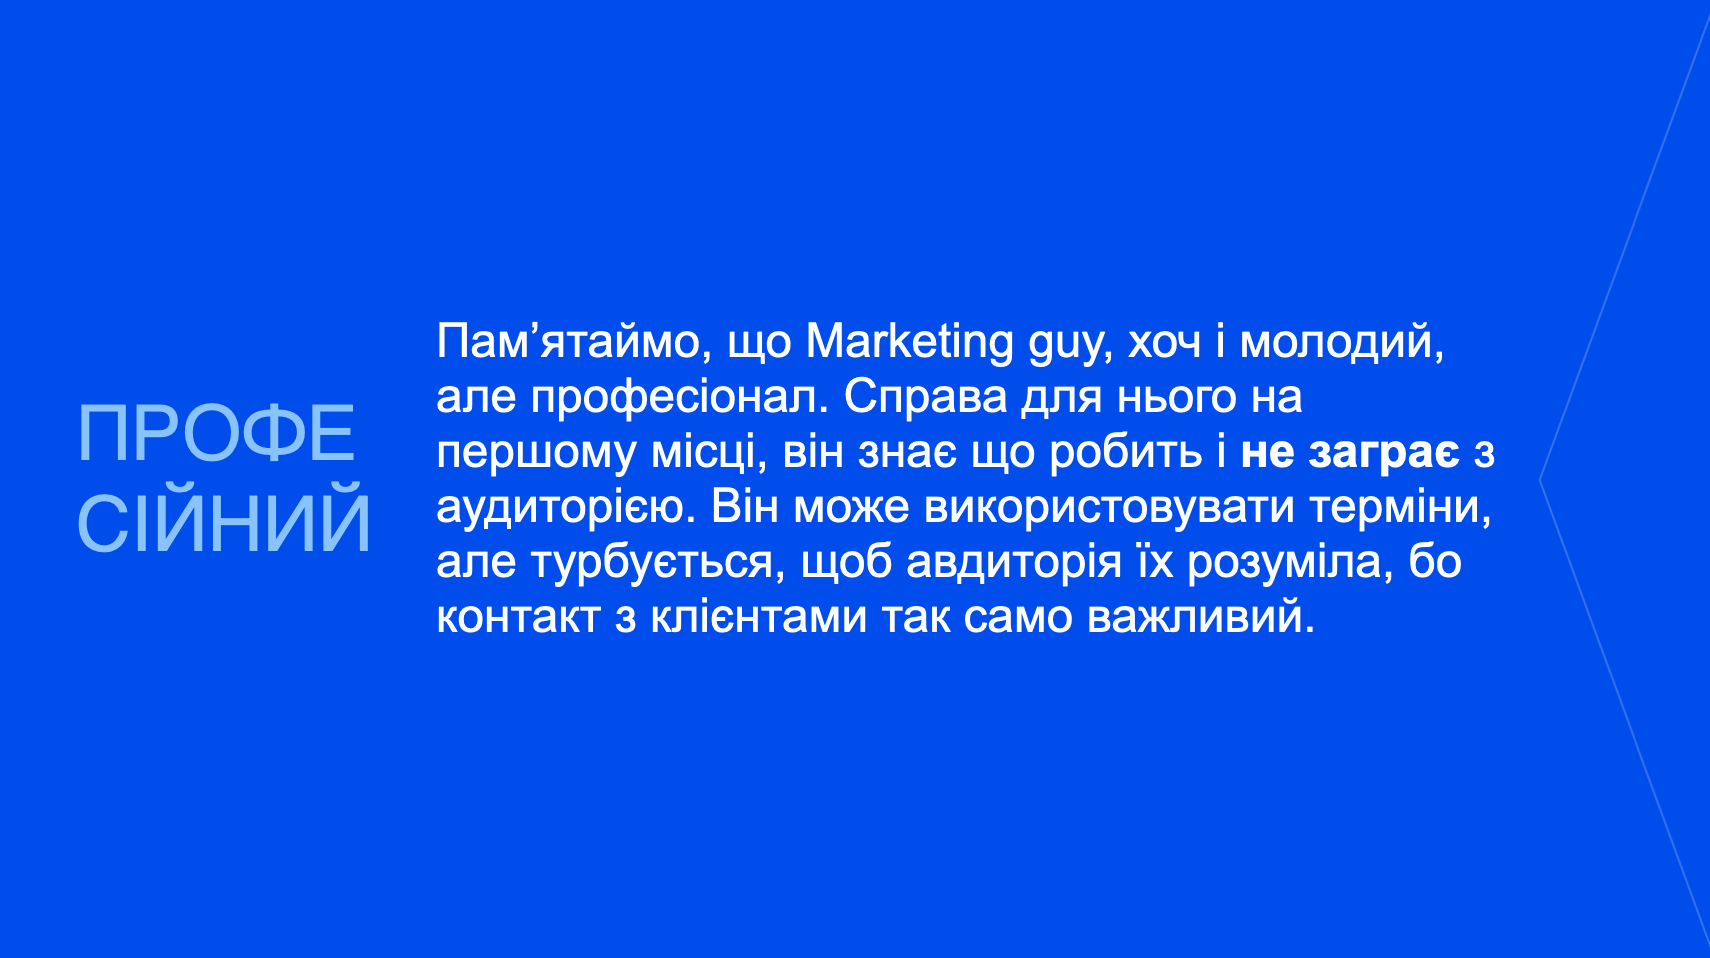 ПРОФЕ
СІЙНИЙ
Пам’ятаймо, що Marketing guy, хоч і молодий,
але професіонал. Справа для нього на
першому місці, він знає що робить і не заграє з
аудиторією. Він може використовувати терміни,
але турбується, щоб авдиторія їх розуміла, бо
контакт з клієнтами так само важливий.